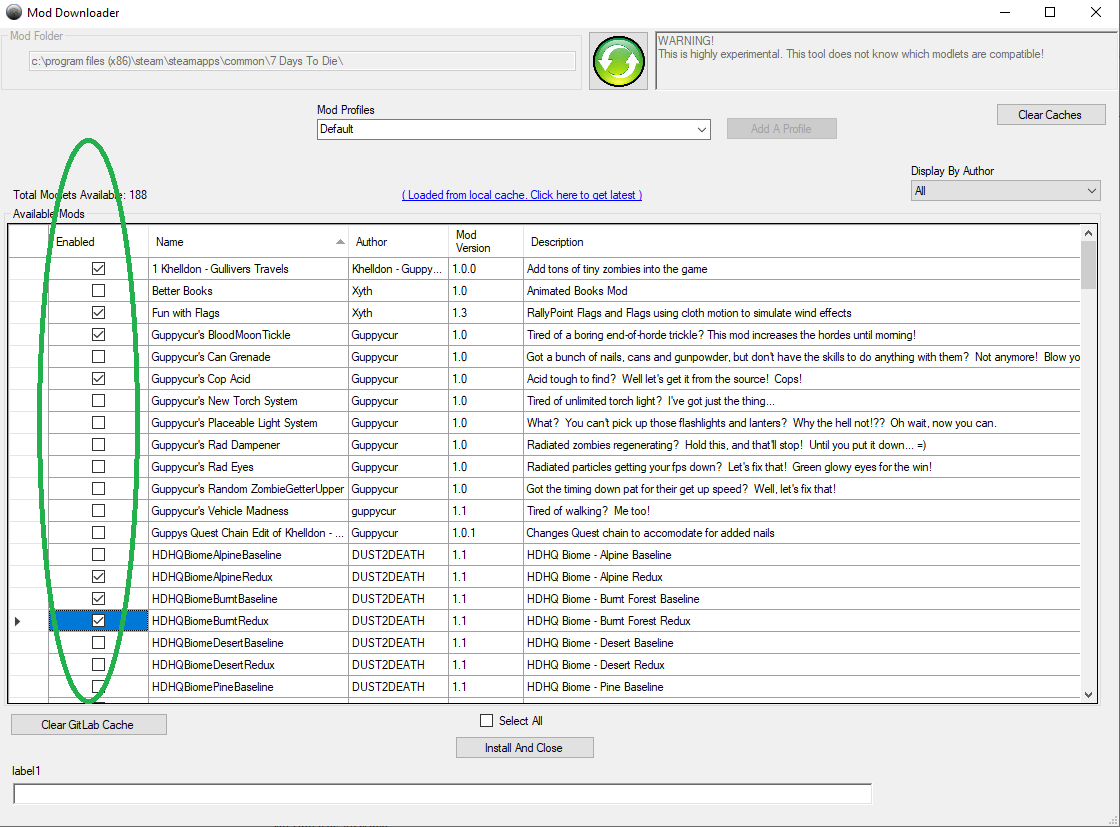 Mod Downloader
Mod Folder
c:\program files (x86)\steam\steamapps\common\7 Days To Die\
WARNING!
This is highly experimental. This tool does not know which modlets are compatible!
Mod Profiles
Default
Add A Profile
Clear Caches
Display By Author
All
Total Modlets Available: 188
( Loaded from local cache. Click here to get latest )
Available Mods
Enabled Name Author Mod Version Description
1 Khelldon - Gullivers Travels Khelldon - Guppy... 1.0.0 Add tons of tiny zombies into the game
Better Books Xyth 1.0 Animated Books Mod
Fun with Flags Xyth 1.3 RallyPoint Flags and Flags using cloth motion to simulate wind effects
Guppycur's BloodMoonTickle Guppycur 1.0 Tired of a boring end-of-horde trickle? This mod increases the hordes until morning!
Guppycur's Can Grenade Guppycur 1.0 Got a bunch of nails, cans and gunpowder, but don't have the skills to do anything with them? Not anymore! Blow yo
Guppycur's Cop Acid Guppycur 1.0 Acid tough to find? Well let's get it from the source! Cops!
Guppycur's New Torch System Guppycur 1.0 Tired of unlimited torch light? I've got just the thing...
Guppycur's Placeable Light System Guppycur 1.0 What? You can't pick up those flashlights and lanters? Why the hell not!?? Oh wait, now you can.
Guppycur's Rad Dampener Guppycur 1.0 Radiated zombies regenerating? Hold this, and that'll stop! Until you put it down... =)
Guppycur's Rad Eyes Guppycur 1.0 Radiated particles getting your fps down? Let's fix that! Green glowy eyes for the win!
Guppycur's Random ZombieGetterUpper Guppycur 1.0 Got the timing down pat for their get up speed? Well, let's fix that!
Guppycur's Vehicle Madness guppycur 1.1 Tired of walking? Me too!
Guppys Quest Chain Edit of Khelldon - ... Guppycur 1.0.1 Changes Quest chain to accomodate for added nails
HDHQBiomeAlpineBaseline DUST2DEATH 1.1 HDHQ Biome - Alpine Baseline
HDHQBiomeAlpineRedux DUST2DEATH 1.1 HDHQ Biome - Alpine Redux
HDHQBiomeBurntBaseline DUST2DEATH 1.1 HDHQ Biome - Burnt Forest Baseline
HDHQBiomeBurntRedux DUST2DEATH 1.1 HDHQ Biome - Burnt Forest Redux
HDHQBiomeDesertBaseline DUST2DEATH 1.1 HDHQ Biome - Desert Baseline
HDHQBiomeDesertRedux DUST2DEATH 1.1 HDHQ Biome - Desert Redux
HDHQBiomePineBaseline DUST2DEATH 1.1 HDHQ Biome - Pine Baseline
Clear GitLab Cache
Select All
Install And Close
label1